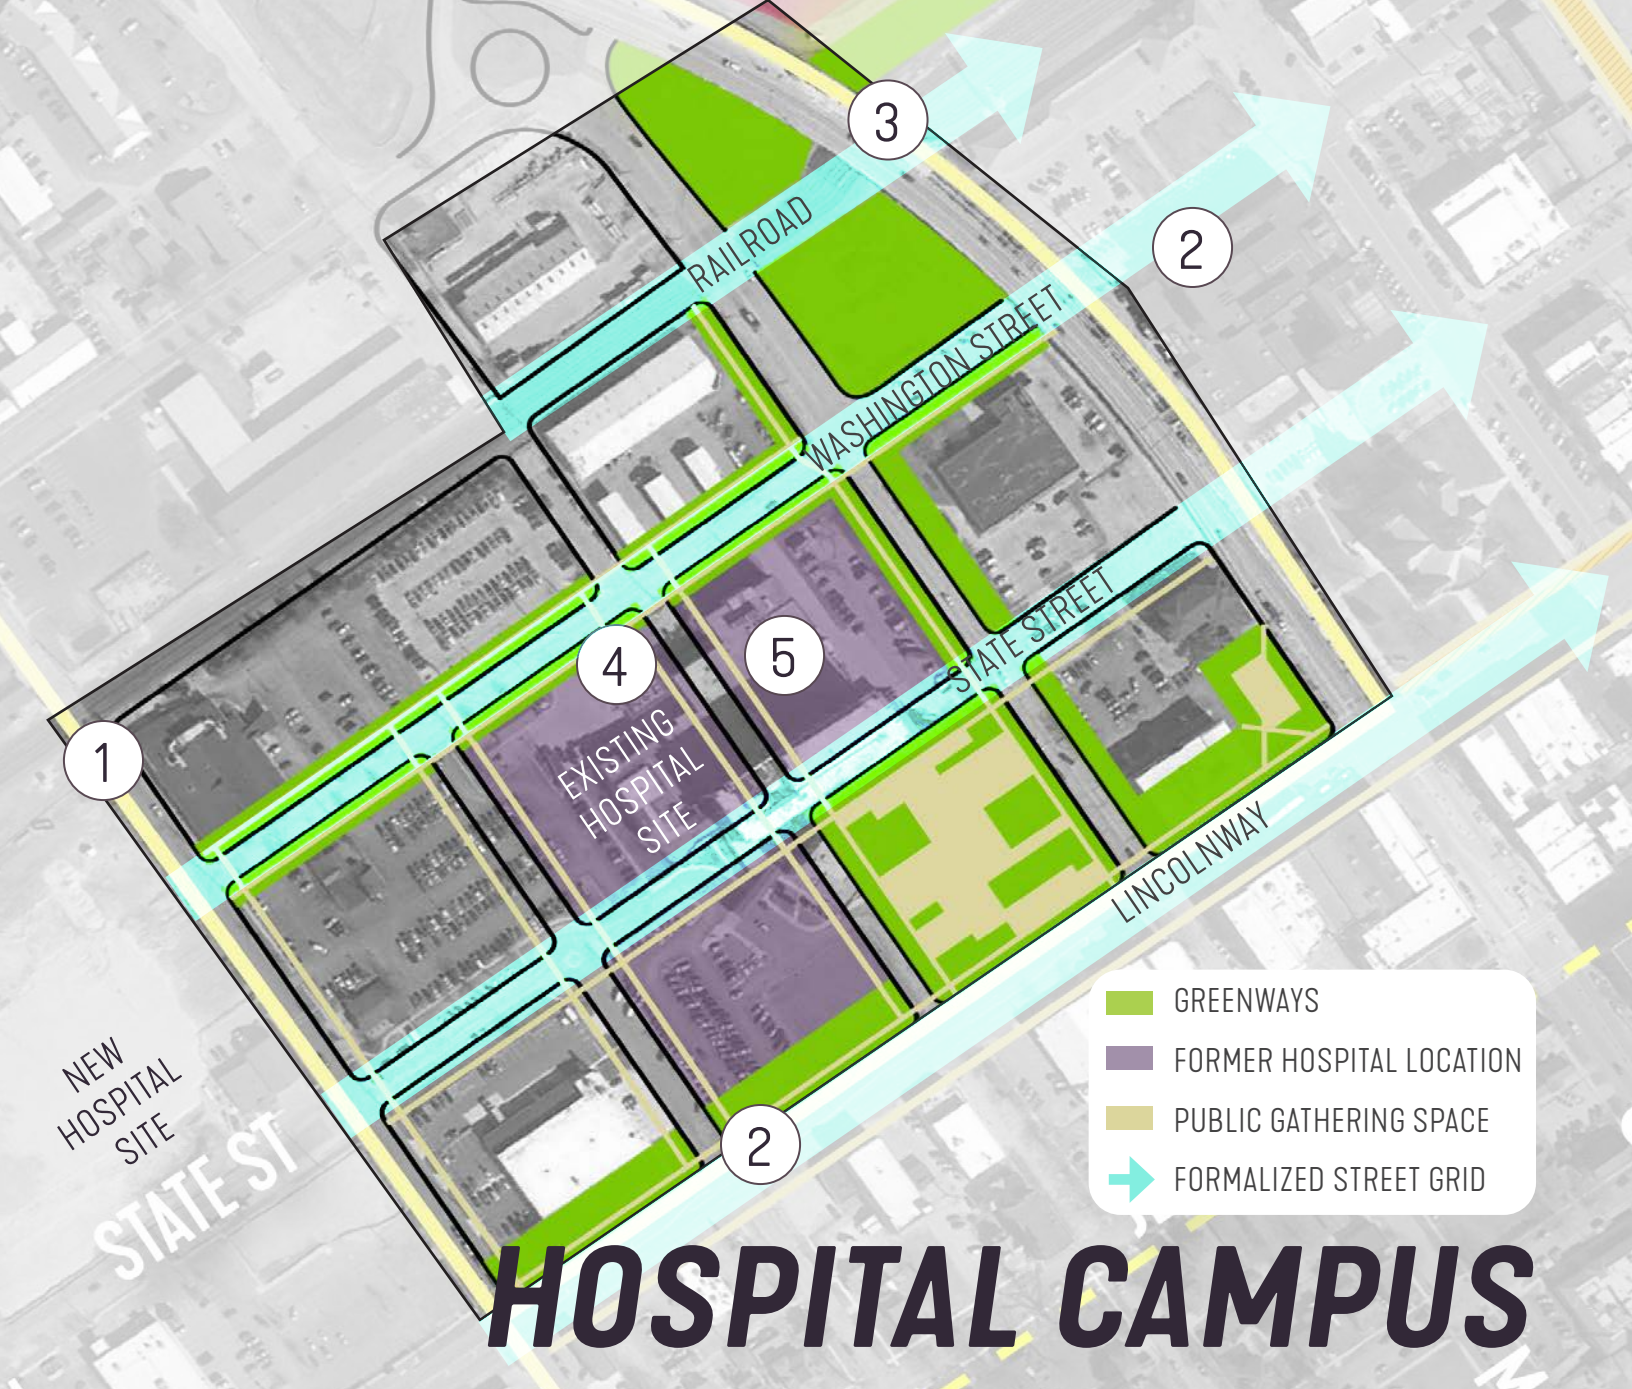 3
RAILROAD
2
WASHINGTON STREET
4
5
1
STATE STREET
EXISTING
HOSPITAL
SITE
LINCOLNWAY
NEW
HOSPITAL
SITE
STATE ST
2
GREENWAYS
FORMER HOSPITAL LOCATION
PUBLIC GATHERING SPACE
FORMALIZED STREET GRID
HOSPITAL CAMPUS